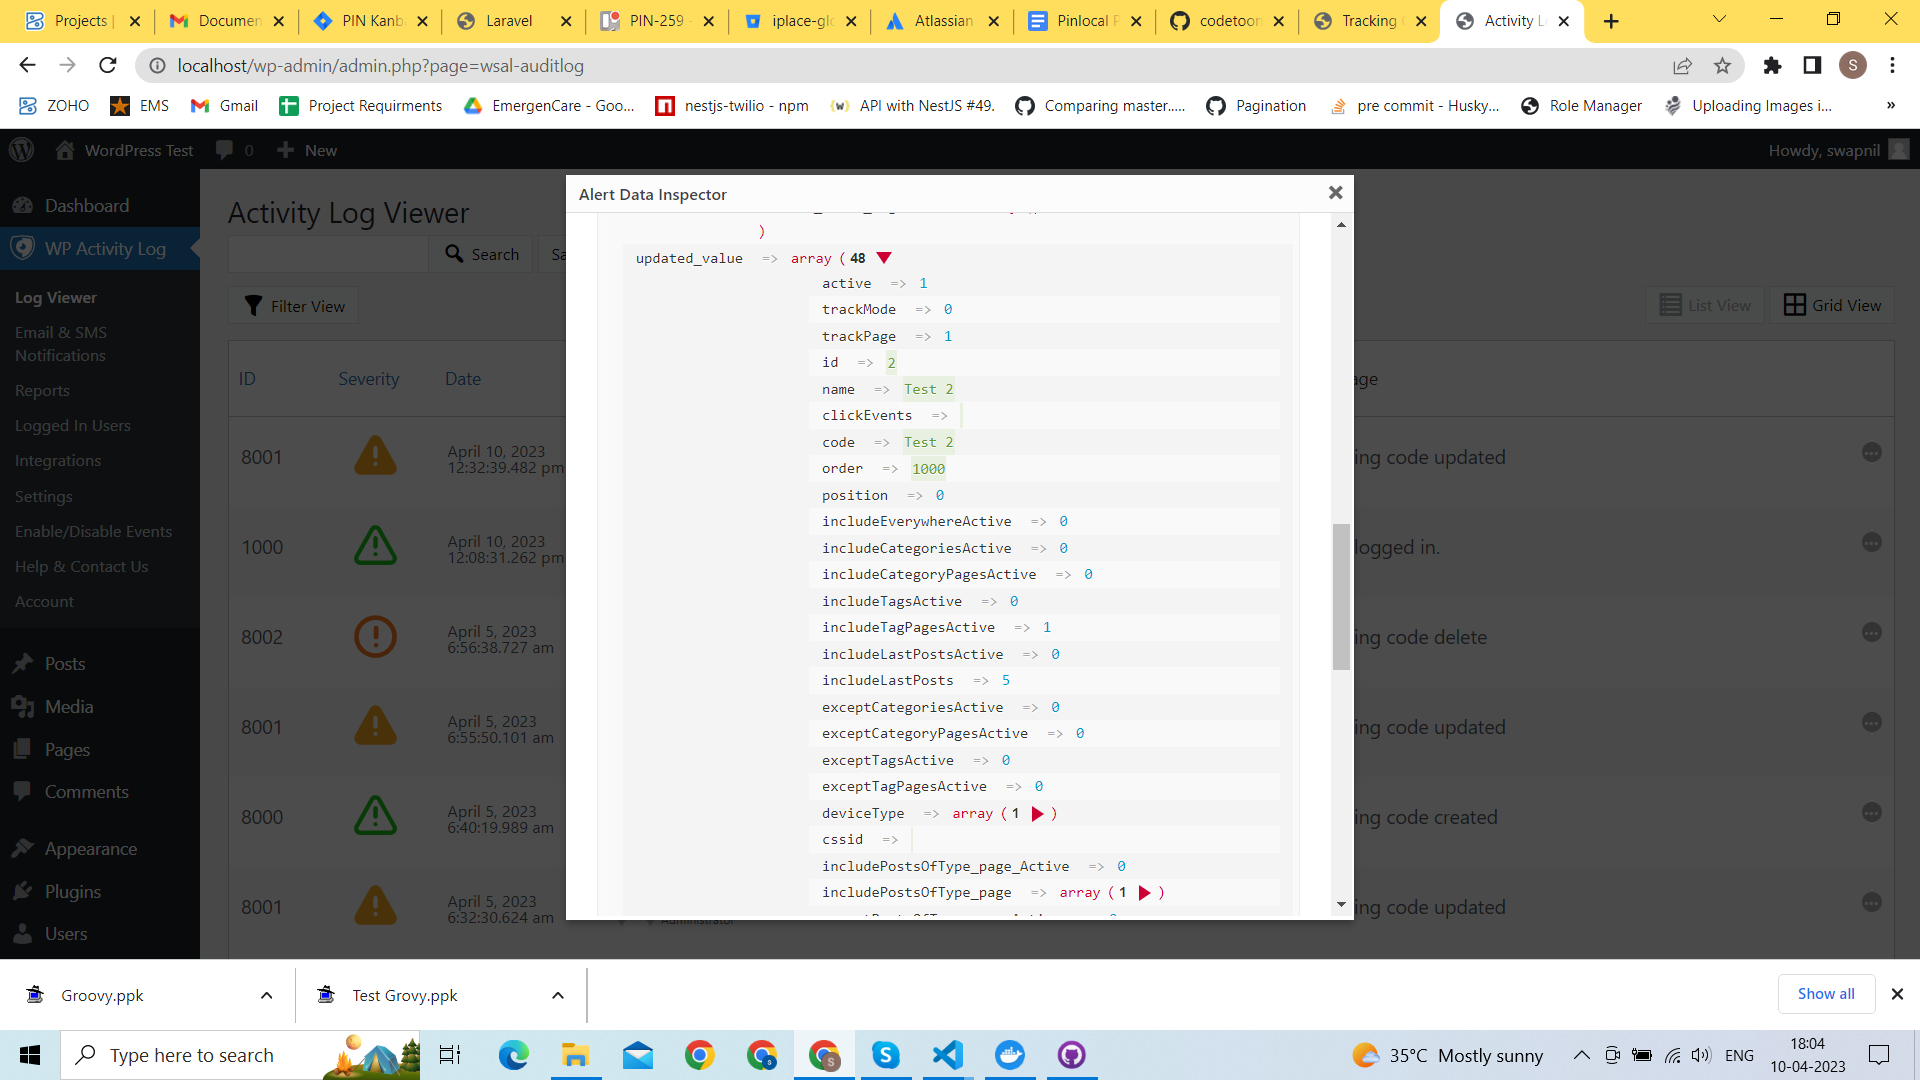 Projects |
Documen
PIN Kanb
Laravel
PIN-259 -
iplace-glo
Atlassian
Pinlocal P
codetoon
Tracking C
Activity Lo
localhost/wp-admin/admin.php?page=wsal-auditlog
S
ZOHO
EMS
Gmail
Project Requirments
EmergenCare - Goo...
nestjs-twilio - npm
API with NestJS #49.
Comparing master.....
Pagination
pre commit - Husky...
Role Manager
Uploading Images i...
»
WordPress Test
0
New
Howdy, swapnil
Dashboard
WP Activity Log
Log Viewer
Email & SMS
Notifications
Reports
Logged In Users
Integrations
Settings
Enable/Disable Events
Help & Contact Us
Account
Posts
Media
Pages
Comments
Appearance
Plugins
Users
Activity Log Viewer
Search
Sa
Filter View
List View
Grid View
ID
Severity
Date
age
8001
April 10, 2023
12:32:39.482 pm
ing code updated
1000
April 10, 2023
12:08:31.262 pm
logged in.
8002
April 5, 2023
6:56:38.727 am
ing code delete
8001
April 5, 2023
6:55:50.101 am
ing code updated
8000
April 5, 2023
6:40:19.989 am
ing code created
8001
April 5, 2023
6:32:30.624 am
Administrator
ing code updated
Alert Data Inspector
)
updated_value => array ( 48
active => 1
trackMode => 0
trackPage => 1
id => 2
name => Test 2
clickEvents =>
code => Test 2
order => 1000
position => 0
includeEverywhereActive => 0
includeCategoriesActive => 0
includeCategoryPagesActive => 0
includeTagsActive => 0
includeTagPagesActive => 1
includeLastPostsActive => 0
includeLastPosts => 5
exceptCategoriesActive => 0
exceptCategoryPagesActive => 0
exceptTagsActive => 0
exceptTagPagesActive => 0
deviceType => array ( 1 )
cssid =>
includePostsOfType_page_Active => 0
includePostsOfType_page => array ( 1 )
Groovy.ppk
Test Grovy.ppk
Show all
Type here to search
35°C Mostly sunny
ENG
18:04
10-04-2023